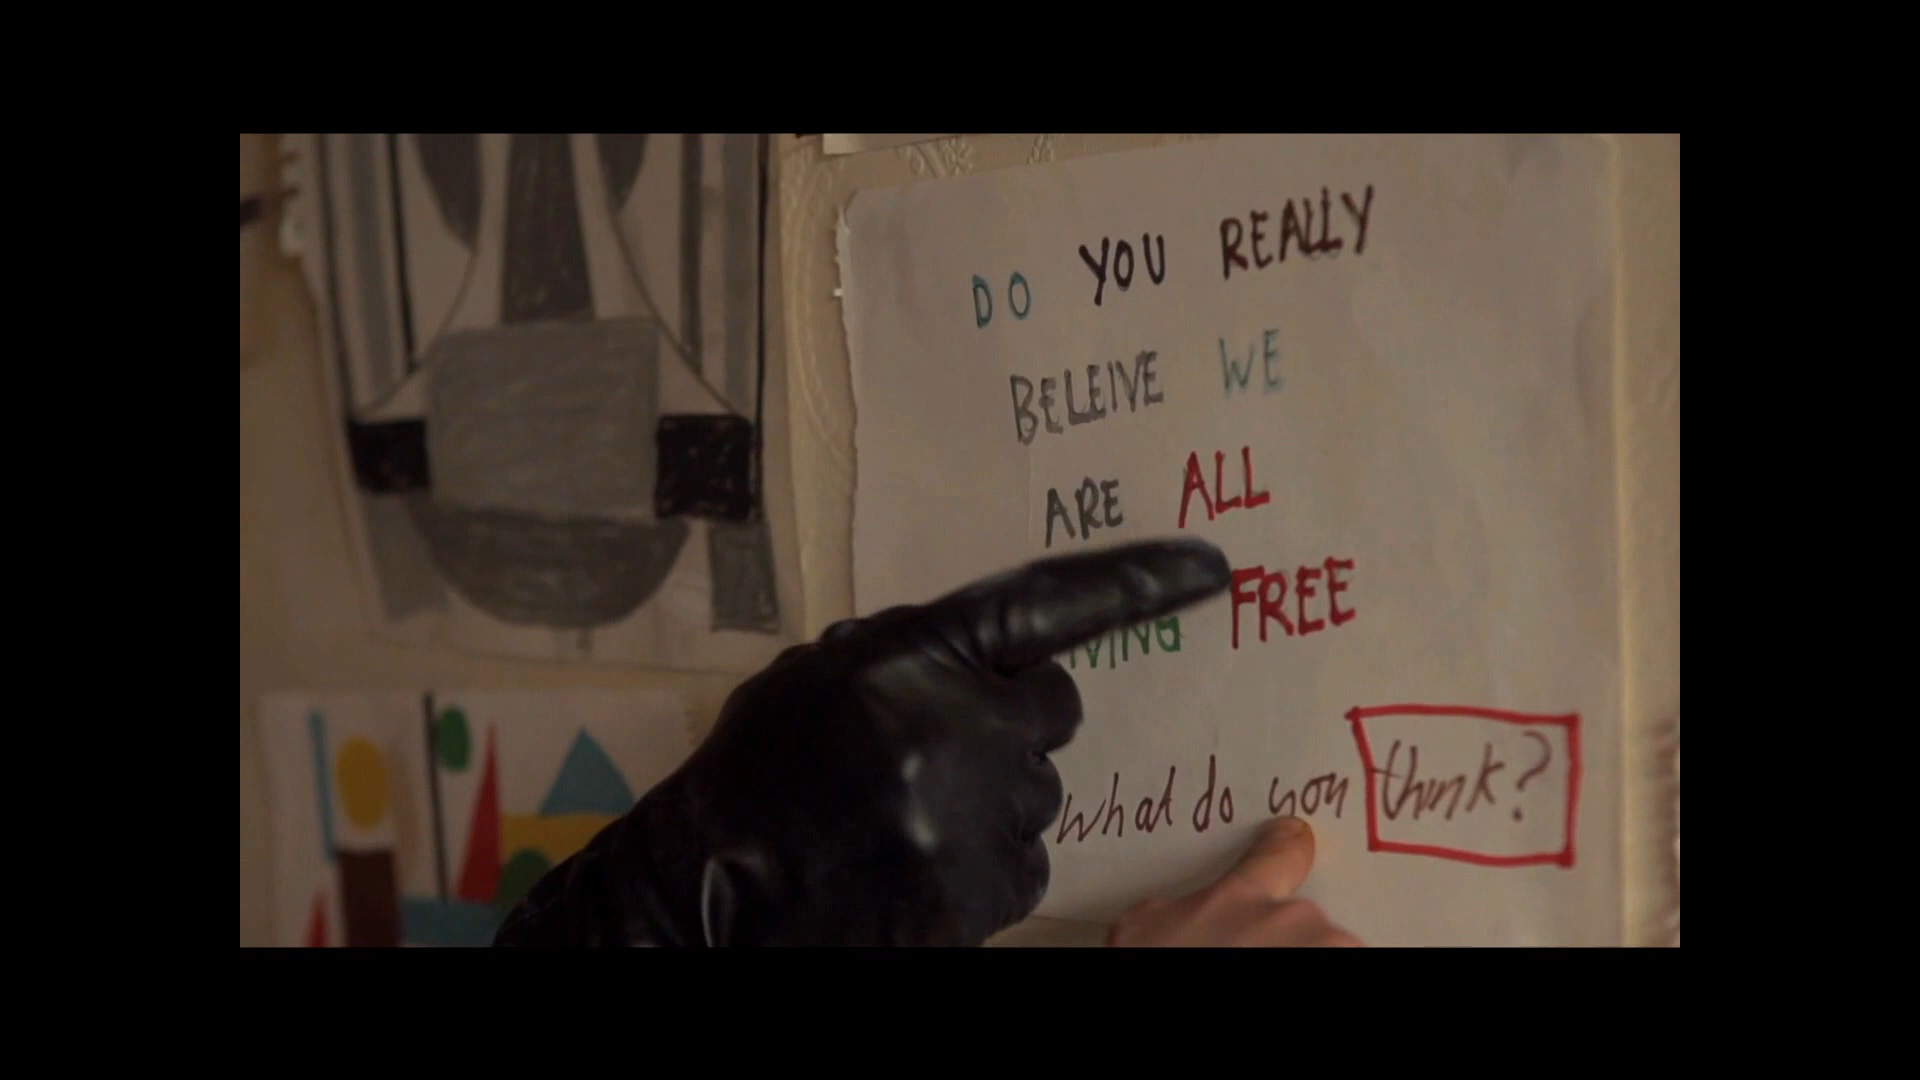 DO YOU REALLY
BELEIVE WE
ARE ALL
FREE
What do you think?